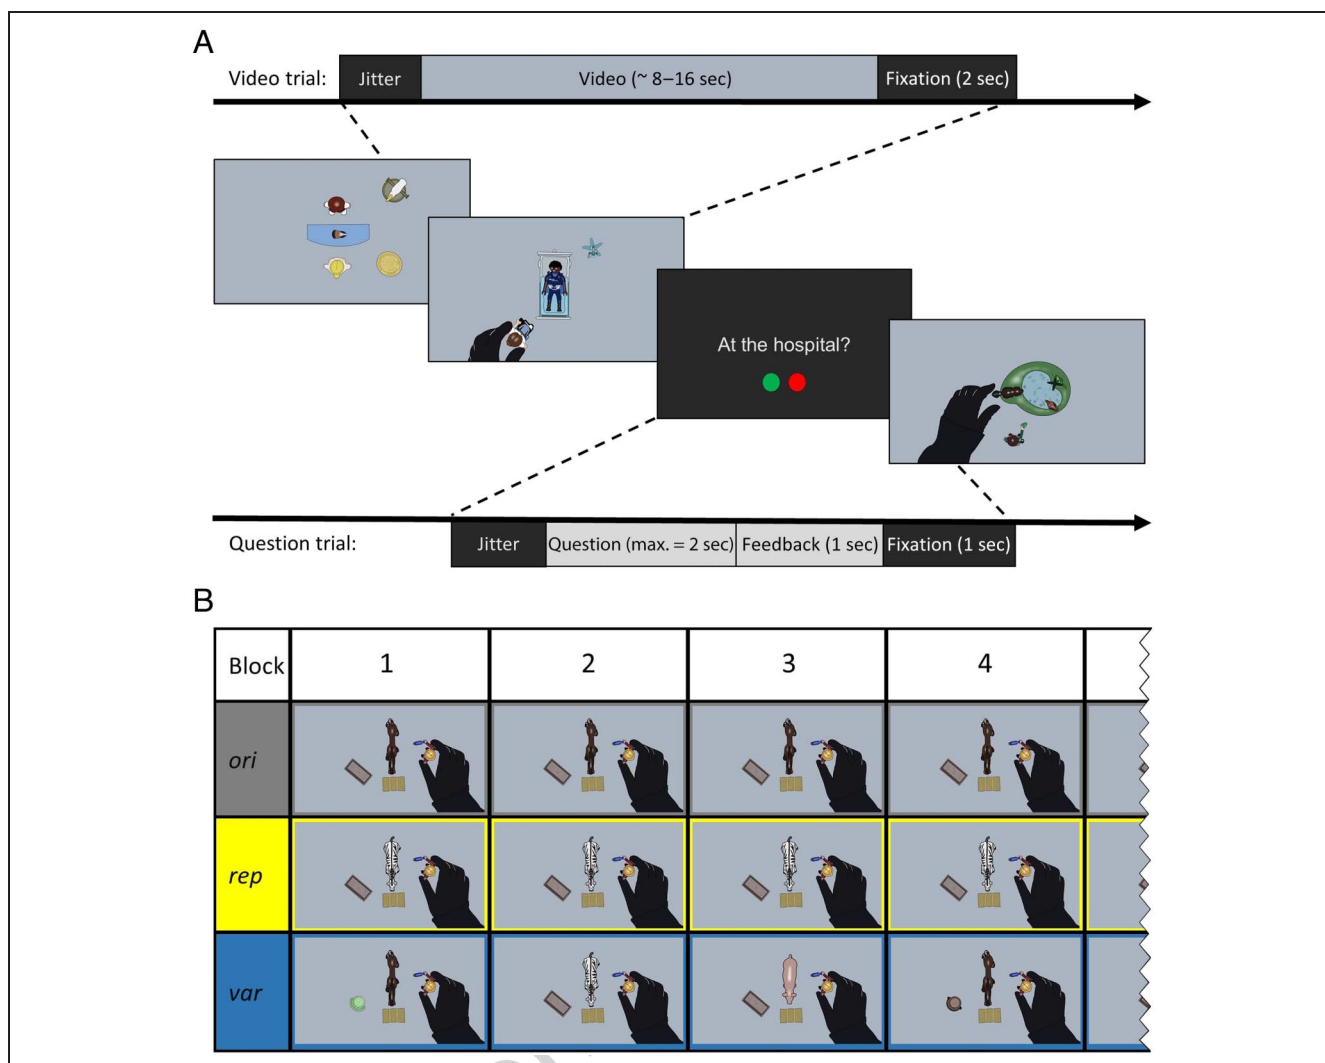 A
Video trial:
Jitter
Video (~ 8–16 sec)
Fixation (2 sec)
At the hospital?
Question trial:
Jitter
Question (max. = 2 sec)
Feedback (1 sec)
Fixation (1 sec)
B
Block 1 2 3 4
ori
rep
var